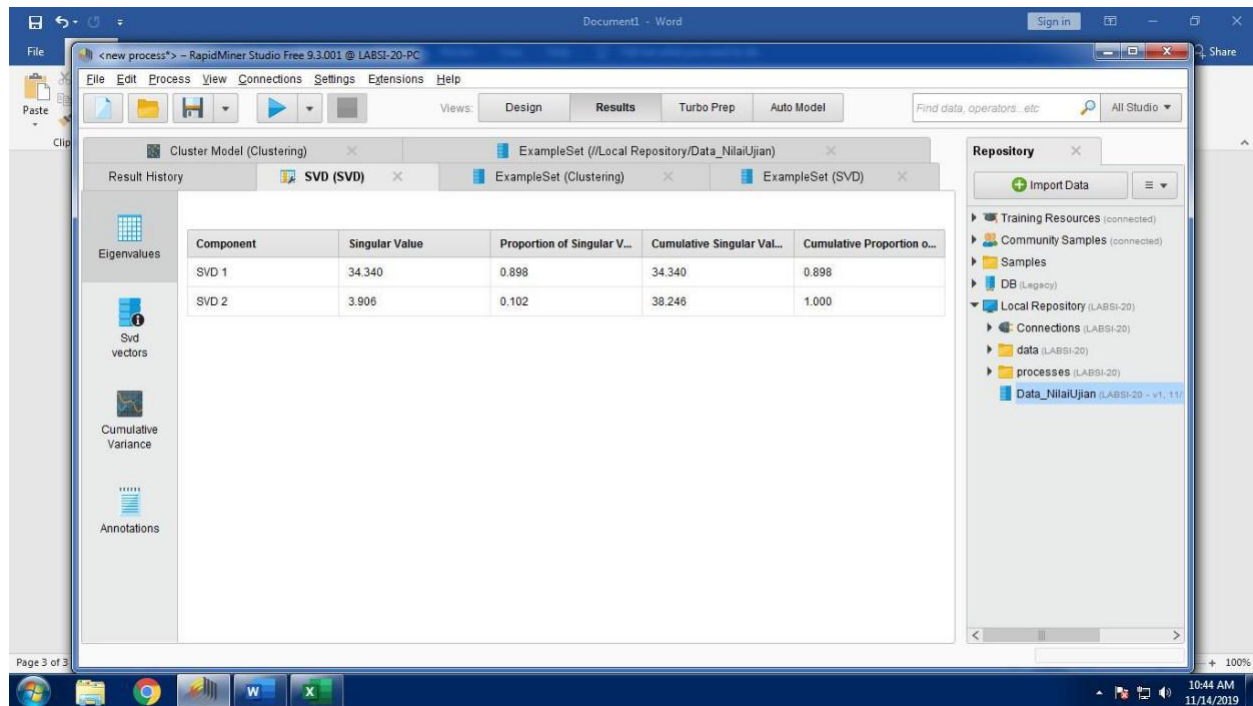 Document1 - Word
Sign in
File
Share
<new process*> – RapidMiner Studio Free 9.3.001 @ LABSI-20-PC
File Edit Process View Connections Settings Extensions Help
Paste
Clip
Views:
Design
Results
Turbo Prep
Auto Model
Find data, operators...etc
All Studio
Cluster Model (Clustering)
ExampleSet (//Local Repository/Data_NilaiUjian)
Result History
SVD (SVD)
ExampleSet (Clustering)
ExampleSet (SVD)
Eigenvalues
Svd
vectors
Cumulative
Variance
Annotations
Component Singular Value Proportion of Singular V... Cumulative Singular Val... Cumulative Proportion o...
SVD 1 34.340 0.898 34.340 0.898
SVD 2 3.906 0.102 38.246 1.000
Repository
Import Data
Training Resources (connected)
Community Samples (connected)
Samples
DB (Legacy)
Local Repository (LABSI-20)
Connections (LABSI-20)
data (LABSI-20)
processes (LABSI-20)
Data_NilaiUjian (LABSI-20 - v1, 11/
Page 3 of 3
100%
10:44 AM
11/14/2019